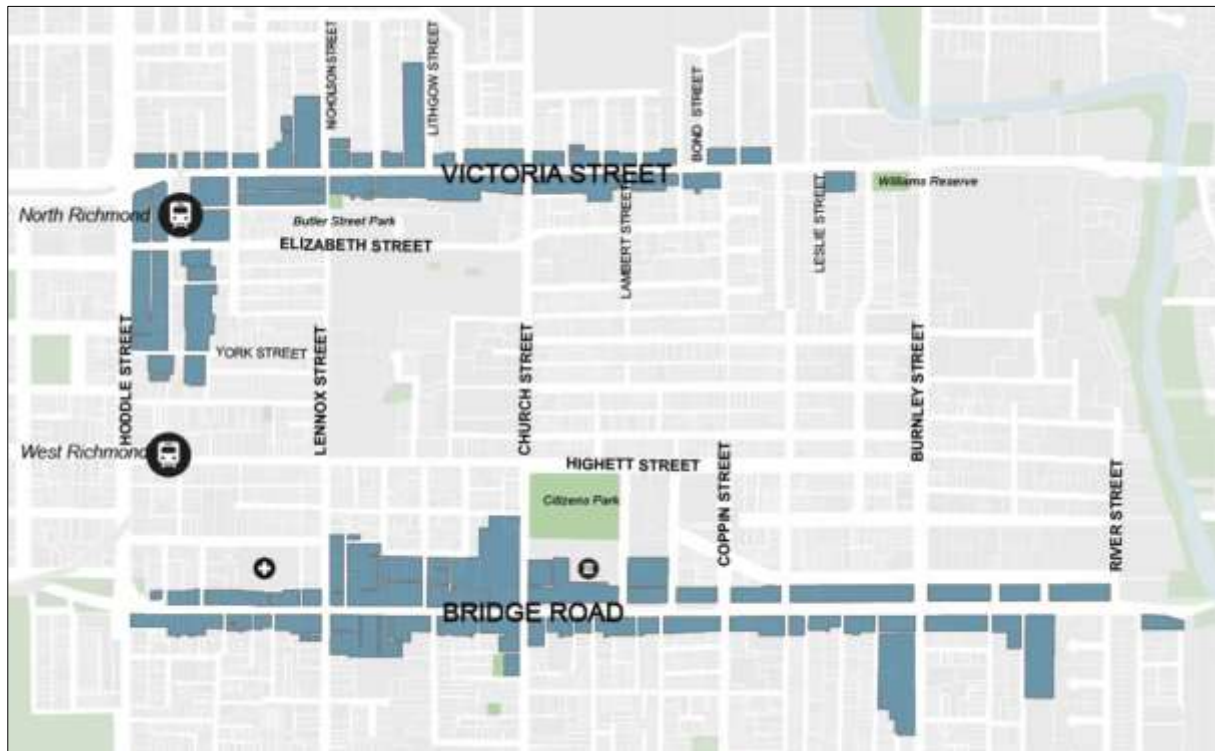 NICHOLSON STREET
LITHGOW STREET
BOND STREET
VICTORIA STREET
LAMBERT STREET
LESLIE STREET
Williams Reserve
North Richmond
Butler Street Park
ELIZABETH STREET
HODDLE STREET
YORK STREET
LENNOX STREET
CHURCH STREET
BURNLEY STREET
West Richmond
HIGHETT STREET
Citizens Park
COPPIN STREET
RIVER STREET
BRIDGE ROAD